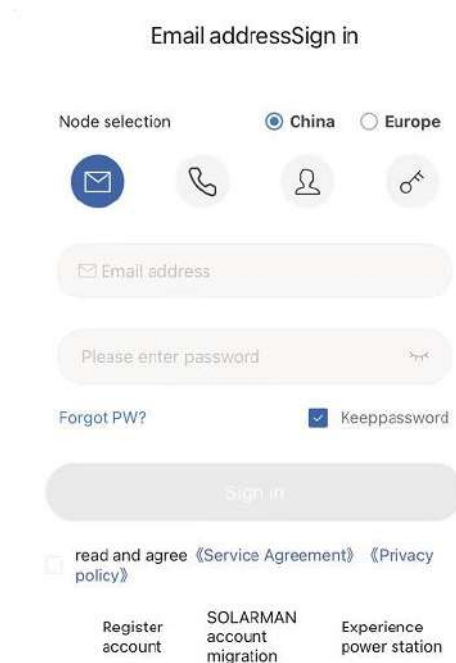 Email addressSign in
Node selection China Europe
Email address
Please enter password
Forgot PW? Keeppassword
Sign in
read and agree 《Service Agreement》 《Privacy
policy》
Register
account
SOLARMAN
account
migration
Experience
power station